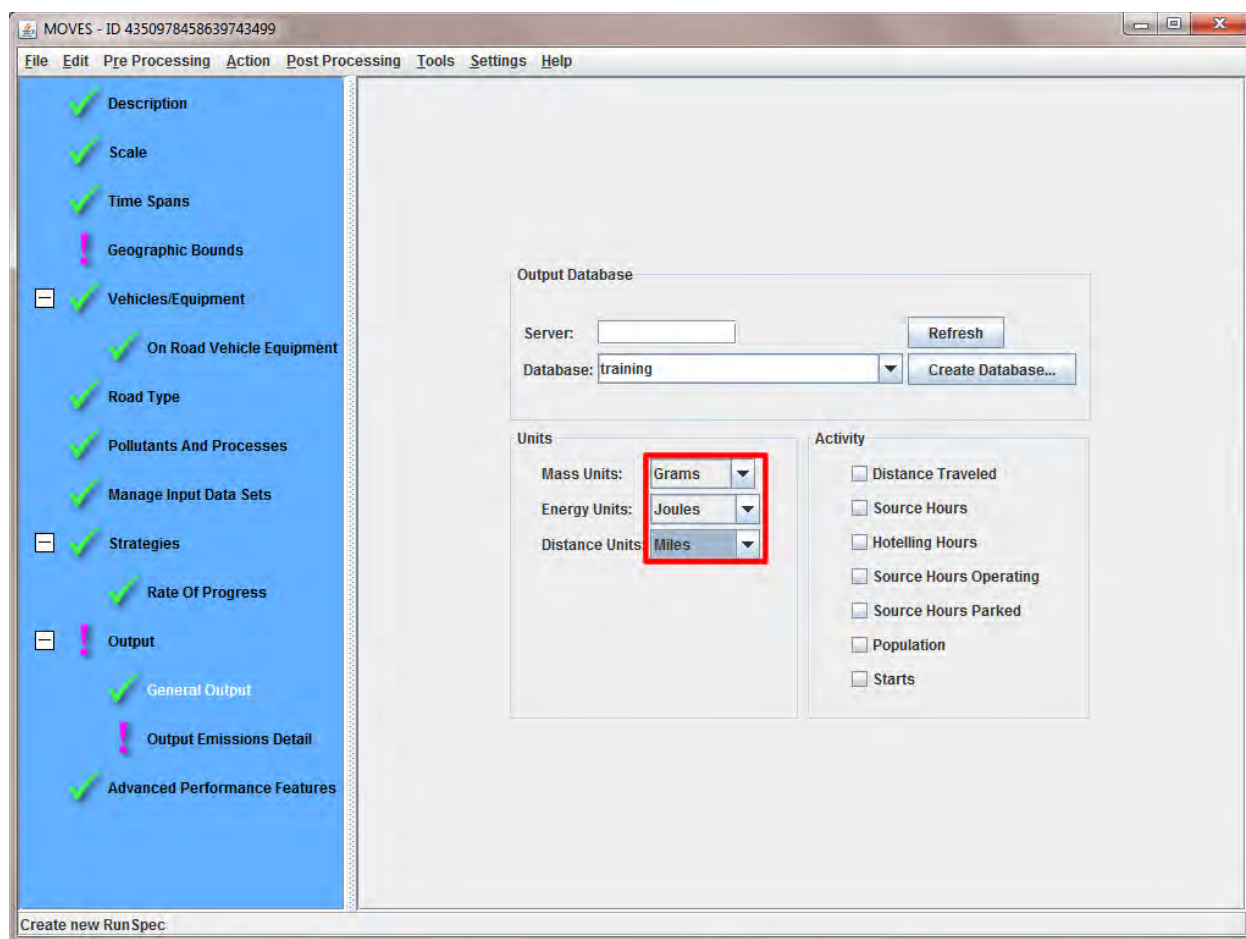 MOVES - ID 4350978458639743499
File Edit Pre Processing Action Post Processing Tools Settings Help
Description
Scale
Time Spans
Geographic Bounds
Vehicles/Equipment
On Road Vehicle Equipment
Road Type
Pollutants And Processes
Manage Input Data Sets
Strategies
Rate Of Progress
Output
General Output
Output Emissions Detail
Advanced Performance Features
Output Database
Server:
Refresh
Database: training
Create Database...
Units
Mass Units: Grams
Energy Units: Joules
Distance Units: Miles
Activity
Distance Traveled
Source Hours
Hotelling Hours
Source Hours Operating
Source Hours Parked
Population
Starts
Create new RunSpec